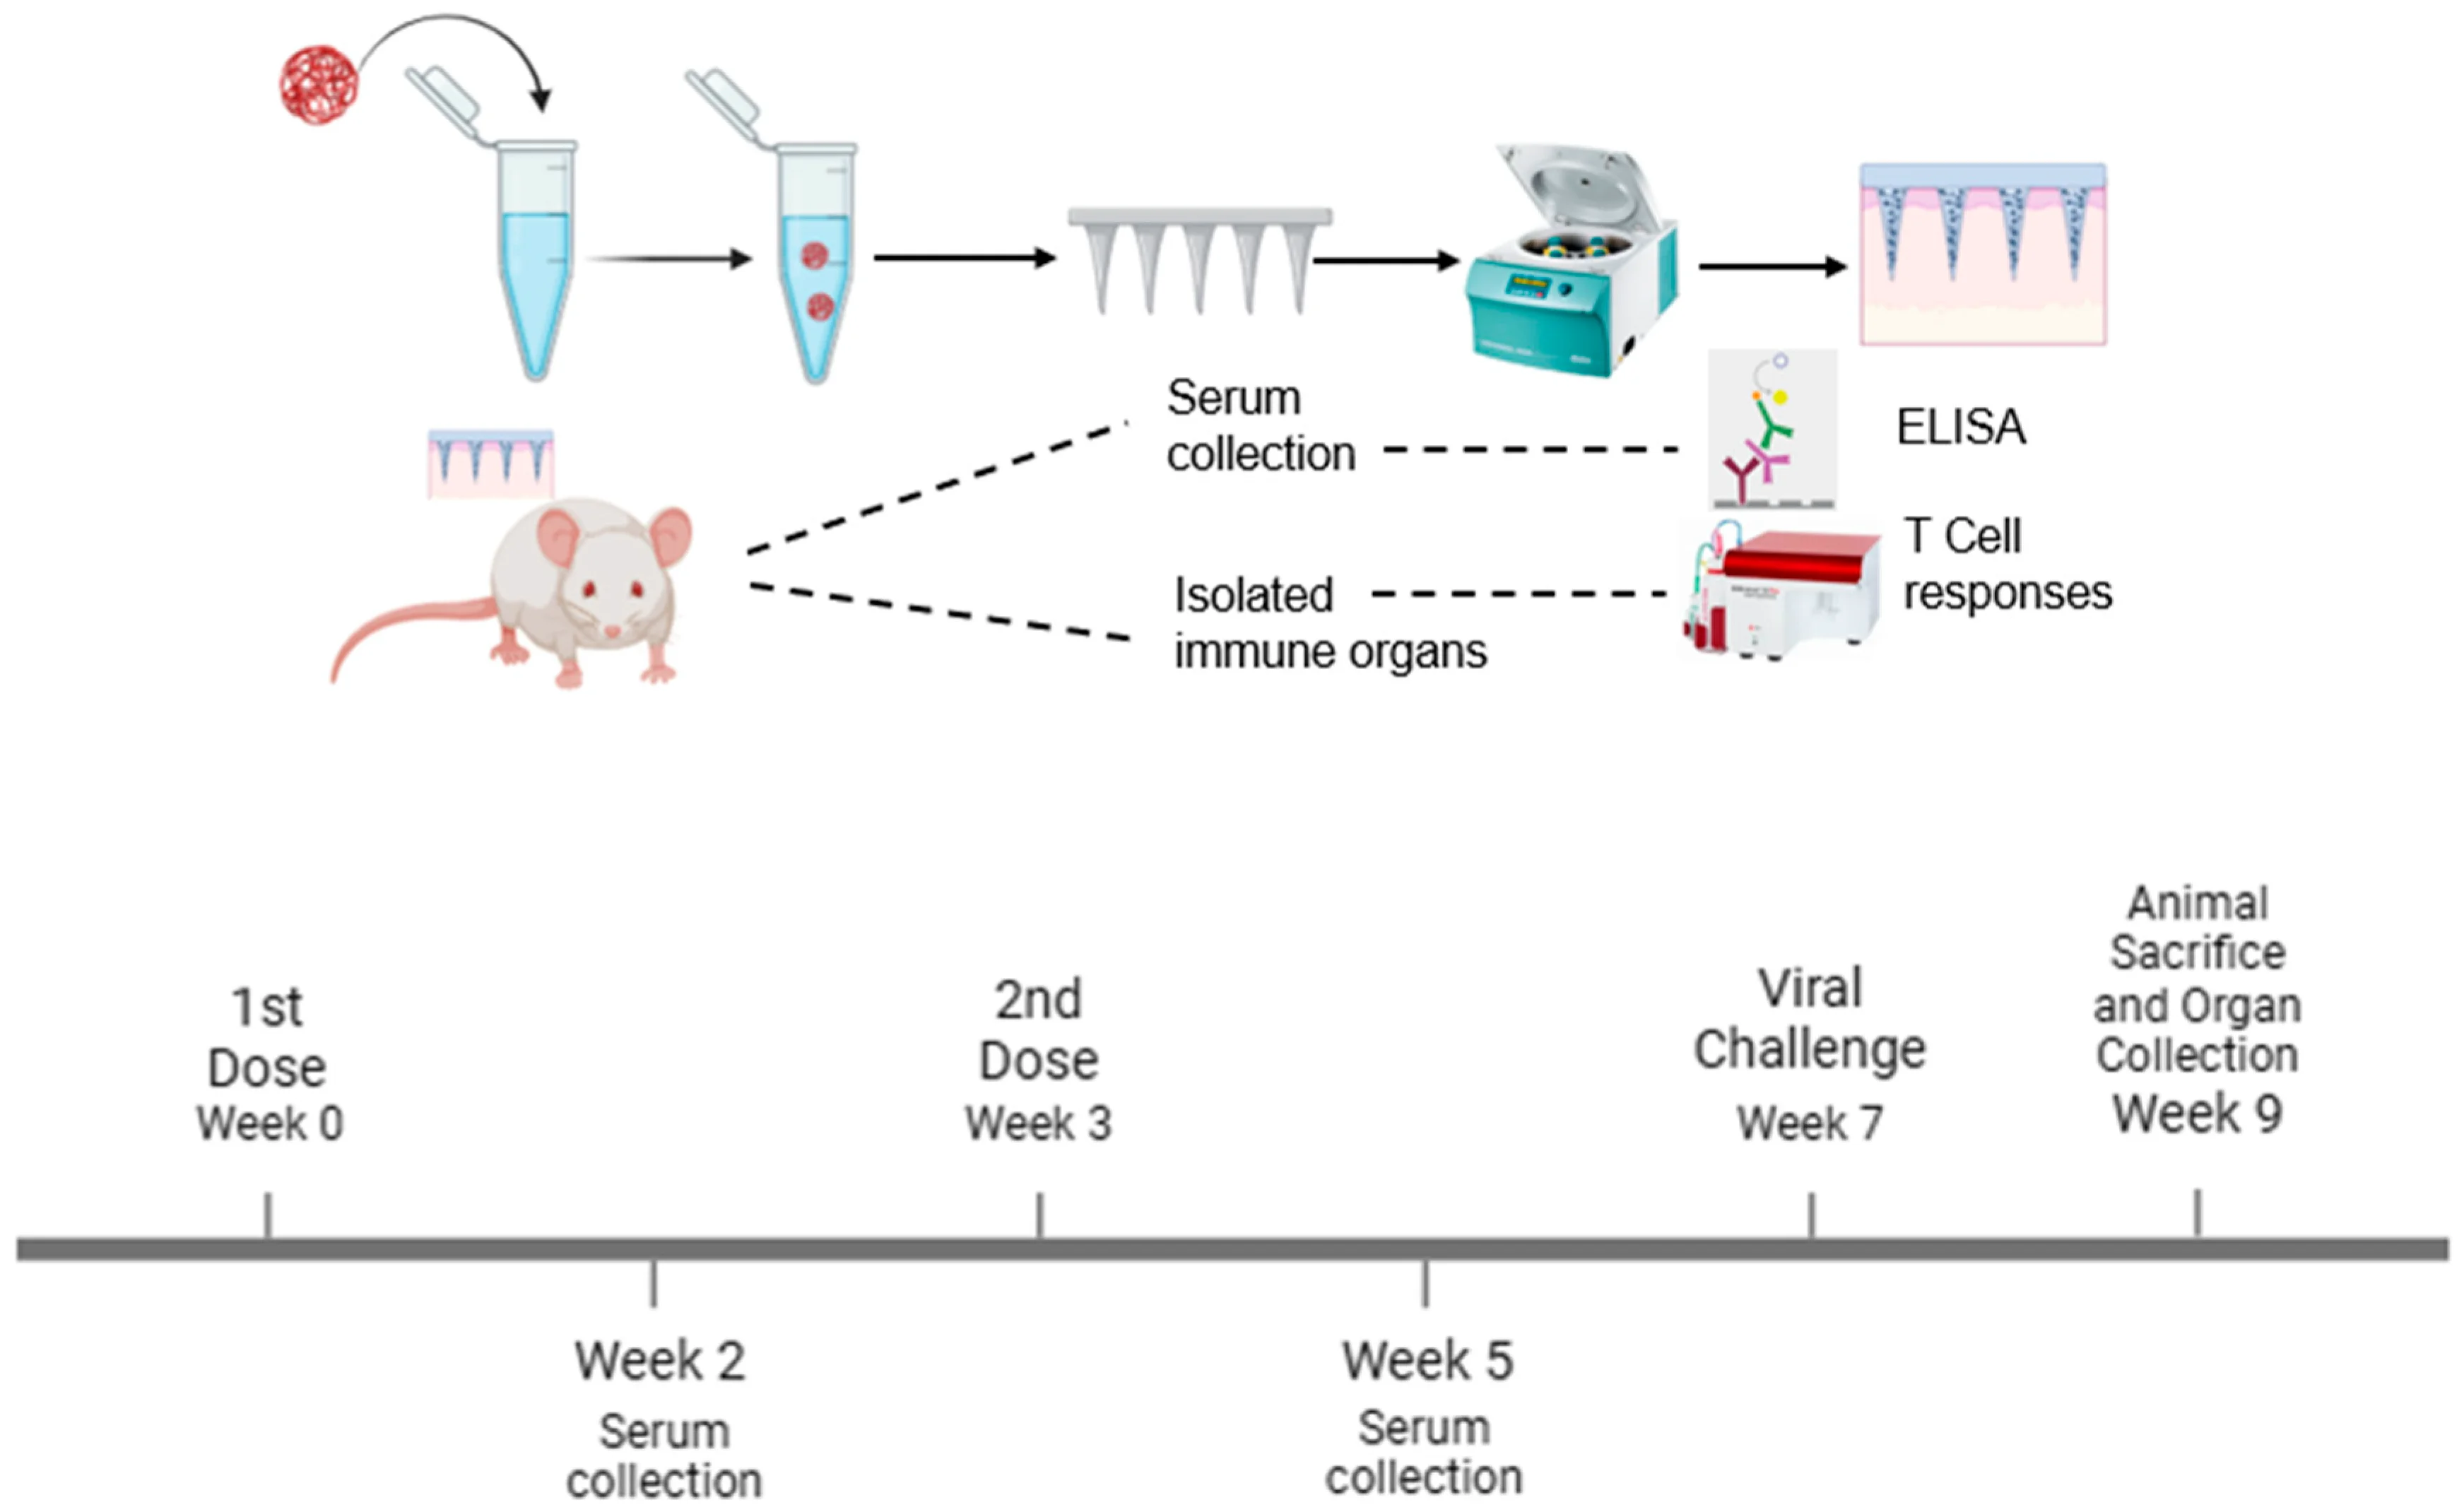 Serum
collection
ELISA
T Cell
responses
Isolated
immune organs
1st
Dose
Week 0
2nd
Dose
Week 3
Viral
Challenge
Week 7
Animal
Sacrifice
and Organ
Collection
Week 9
Week 2
Serum
collection
Week 5
Serum
collection